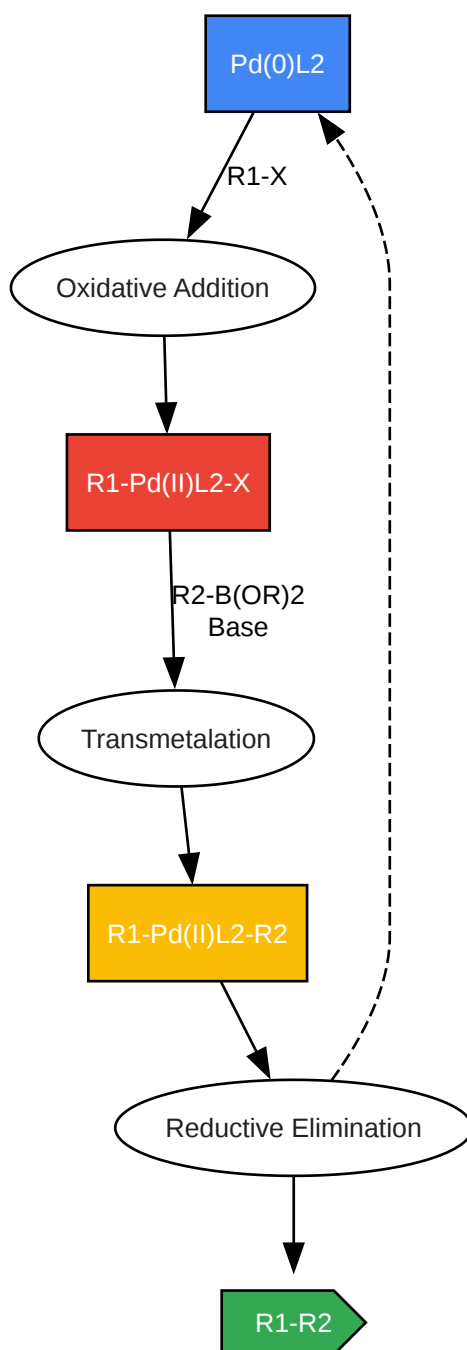 Pd(0)L2
R1-X
Oxidative Addition
R1-Pd(II)L2-X
R2-B(OR)2
Base
Transmetalation
R1-Pd(II)L2-R2
Reductive Elimination
R1-R2